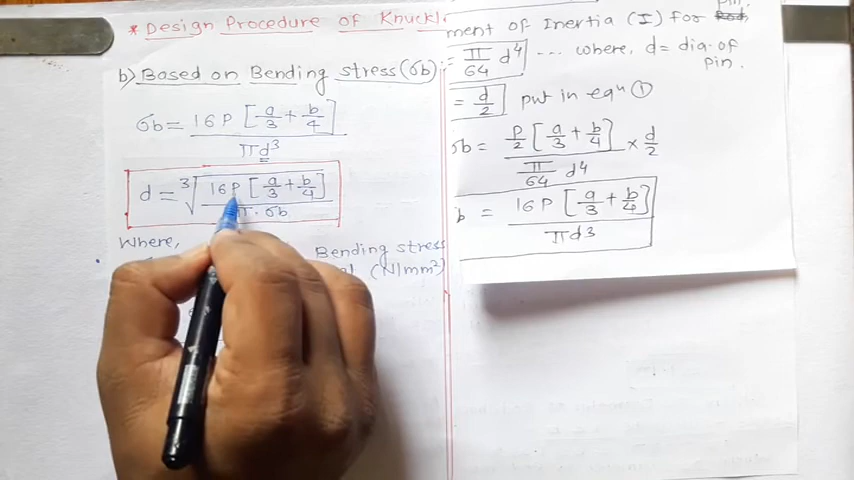 * Design Procedure of Knuckl
b) Based on Bending stress (σb) :
σb = 16P [a/3 + b/4] / πd³
d = ³√(16P [a/3 + b/4] / π · σb)
Where,
Bending stress
(N/mm²)
pin.
ment of Inertia (I) for
= π/64 d⁴ ... where, d = dia. of
pin.
= d/2 put in eqⁿ ①
σb = P/2 [a/3 + b/4] / π/64 d⁴ × d/2
b = 16P [a/3 + b/4] / πd³